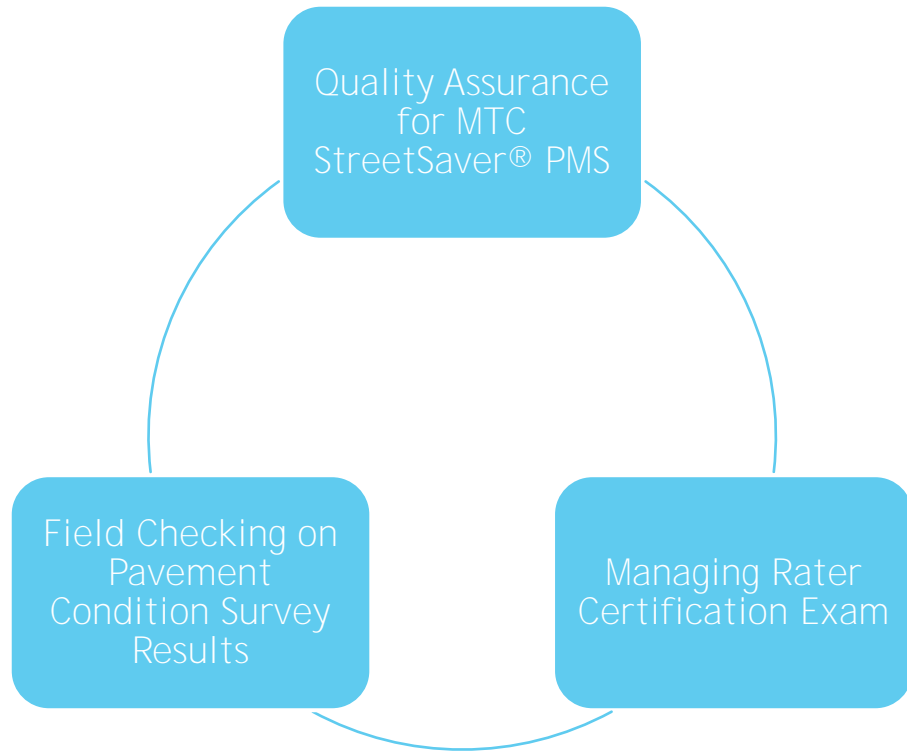 Quality Assurance
for MTC
StreetSaver® PMS
Field Checking on
Pavement
Condition Survey
Results
Managing Rater
Certification Exam